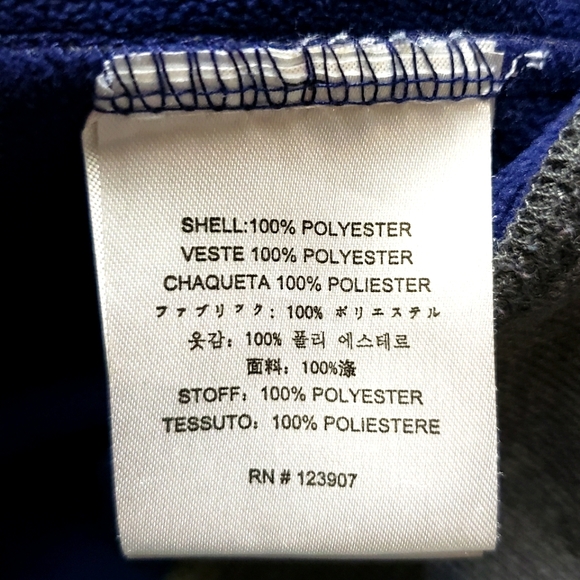 SHELL:100% POLYESTER
VESTE 100% POLYESTER
CHAQUETA 100% POLIESTER
ファブリック: 100% ポリエステル
옷감: 100% 폴리 에스테르
面料: 100%涤
STOFF: 100% POLYESTER
TESSUTO: 100% POLIESTERE
RN # 123907